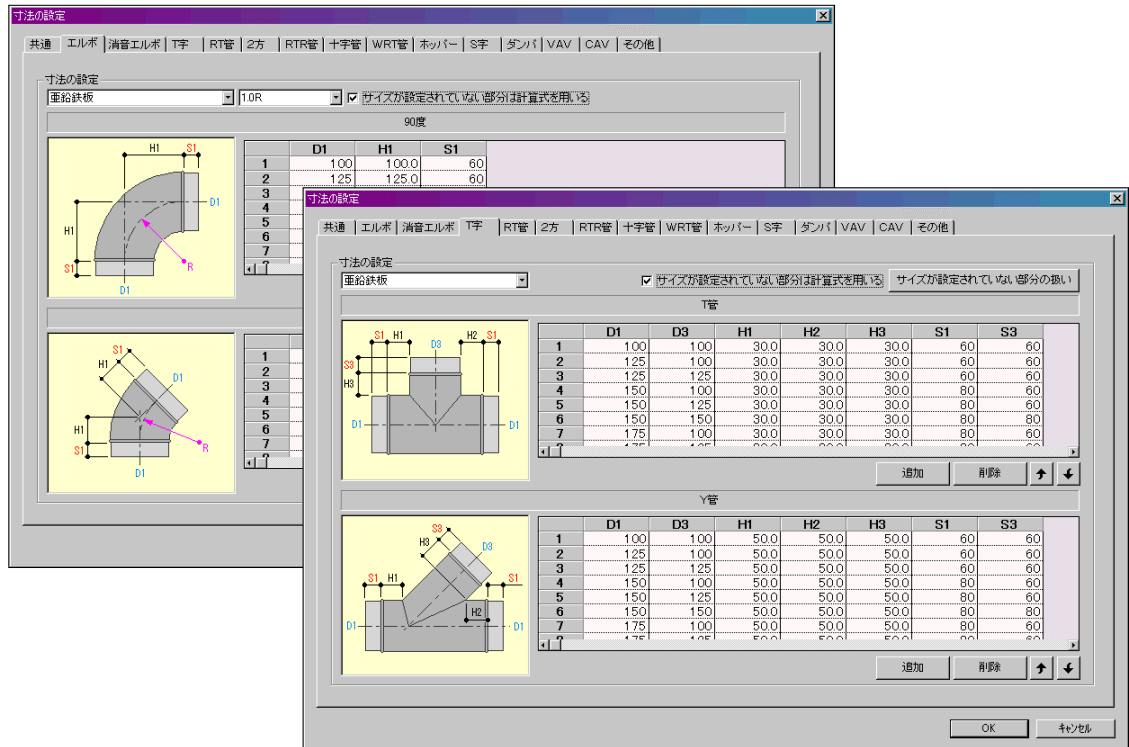 寸法の設定
共通 エルボ 消音エルボ T字 RT管 2方 RTR管 十字管 WRT管 ホッパー S字 ダンパ VAV CAV その他
寸法の設定
亜鉛鉄板 1.0R サイズが設定されていない部分は計算式を用いる
90度
H1 S1
D1
H1
R
S1
D1
D1 H1 S1
1 100 100.0 60
2 125 125.0 60
3
4
5
6
7
S1
H1
D1
H1
R
S1
D1
1
2
3
4
5
6
7
寸法の設定
共通 エルボ 消音エルボ T字 RT管 2方 RTR管 十字管 WRT管 ホッパー S字 ダンパ VAV CAV その他
寸法の設定
亜鉛鉄板 サイズが設定されていない部分は計算式を用いる サイズが設定されていない部分の扱い
T管
S1 H1 D3 H2 S1
S3
H3
D1 D1
D1 D3 H1 H2 H3 S1 S3
1 100 100 30.0 30.0 30.0 60 60
2 125 100 30.0 30.0 30.0 60 60
3 125 125 30.0 30.0 30.0 60 60
4 150 100 30.0 30.0 30.0 80 60
5 150 125 30.0 30.0 30.0 80 60
6 150 150 30.0 30.0 30.0 80 80
7 175 100 30.0 30.0 30.0 80 60
追加 削除
Y管
S3
H3 D3
S1 H1 S1
H2
D1 D1
D1 D3 H1 H2 H3 S1 S3
1 100 100 50.0 50.0 50.0 60 60
2 125 100 50.0 50.0 50.0 60 60
3 125 125 50.0 50.0 50.0 60 60
4 150 100 50.0 50.0 50.0 80 60
5 150 125 50.0 50.0 50.0 80 60
6 150 150 50.0 50.0 50.0 80 80
7 175 100 50.0 50.0 50.0 80 60
追加 削除
OK キャンセル